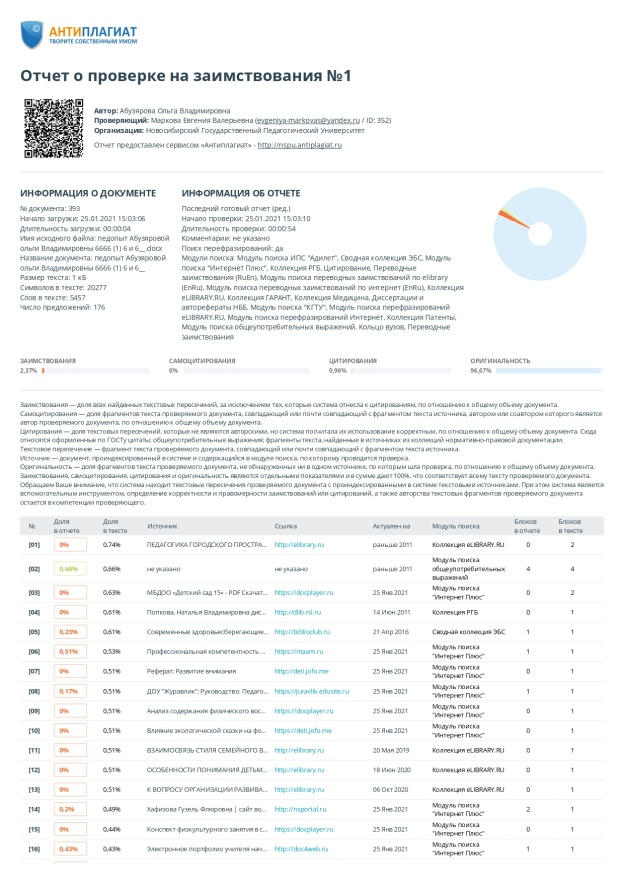 АНТИПЛАГИАТ
ТВОРИТЕ СОБСТВЕННЫМ УМОМ
Отчет о проверке на заимствования №1
Автор: Абузярова Ольга Владимировна
Проверяющий: Маркова Евгения Валерьевна (evgeniya-markovas@yandex.ru / ID: 352)
Организация: Новосибирский Государственный Педагогический Университет
Отчет предоставлен сервисом «Антиплагиат» - http://nspu.antiplagiat.ru
ИНФОРМАЦИЯ О ДОКУМЕНТЕ
№ документа: 393
Начало загрузки: 25.01.2021 15:03:06
Длительность загрузки: 00:00:04
Имя исходного файла: педопыт Абузяровой
ольги Владимировны 6666 (1) 6 и 6__.docx
Название документа: педопыт Абузяровой
ольги Владимировны 6666 (1) 6 и 6__
Размер текста: 1 кБ
Символов в тексте: 20277
Слов в тексте: 5457
Число предложений: 176
ИНФОРМАЦИЯ ОБ ОТЧЕТЕ
Последний готовый отчет (ред.)
Начало проверки: 25.01.2021 15:03:10
Длительность проверки: 00:00:54
Комментарии: не указано
Поиск перефразирований: да
Модули поиска: Модуль поиска ИПС "Адилет", Сводная коллекция ЭБС, Модуль
поиска "Интернет Плюс", Коллекция РГБ, Цитирование, Переводные
заимствования (RuEn), Модуль поиска переводных заимствований по elibrary
(EnRu), Модуль поиска переводных заимствований по интернет (EnRu), Коллекция
eLIBRARY.RU, Коллекция ГАРАНТ, Коллекция Медицина, Диссертации и
авторефераты НББ, Модуль поиска "КГТУ", Модуль поиска перефразирований
eLIBRARY.RU, Модуль поиска перефразирований Интернет, Коллекция Патенты,
Модуль поиска общеупотребительных выражений, Кольцо вузов, Переводные
заимствования
ЗАИМСТВОВАНИЯ
2,37%
САМОЦИТИРОВАНИЯ
0%
ЦИТИРОВАНИЯ
0,96%
ОРИГИНАЛЬНОСТЬ
96,67%
Заимствования — доля всех найденных текстовых пересечений, за исключением тех, которые система отнесла к цитированиям, по отношению к общему объему документа.
Самоцитирования — доля фрагментов текста проверяемого документа, совпадающий или почти совпадающий с фрагментом текста источника, автором или соавтором которого является
автор проверяемого документа, по отношению к общему объему документа.
Цитирования — доля текстовых пересечений, которые не являются авторскими, но система посчитала их использование корректным, по отношению к общему объему документа. Сюда
относятся оформленные по ГОСТу цитаты; общеупотребительные выражения; фрагменты текста, найденные в источниках из коллекций нормативно-правовой документации.
Текстовое пересечение — фрагмент текста проверяемого документа, совпадающий или почти совпадающий с фрагментом текста источника.
Источник — документ, проиндексированный в системе и содержащийся в модуле поиска, по которому проводится проверка.
Оригинальность — доля фрагментов текста проверяемого документа, не обнаруженных ни в одном источнике, по которым шла проверка, по отношению к общему объему документа.
Заимствования, самоцитирования, цитирования и оригинальность являются отдельными показателями и в сумме дают 100%, что соответствует всему тексту проверяемого документа.
Обращаем Ваше внимание, что система находит текстовые пересечения проверяемого документа с проиндексированными в системе текстовыми источниками. При этом система является
вспомогательным инструментом, определение корректности и правомерности заимствований или цитирований, а также авторства текстовых фрагментов проверяемого документа
остается в компетенции проверяющего.
№ Доля в отчете Доля в тексте Источник Ссылка Актуален на Модуль поиска Блоков в отчете Блоков в тексте
[01] 0% 0,74% ПЕДАГОГИКА ГОРОДСКОГО ПРОСТРА... http://elibrary.ru раньше 2011 Коллекция eLIBRARY.RU 0 2
[02] 0,66% 0,66% не указано не указано раньше 2011 Модуль поиска общеупотребительных выражений 4 4
[03] 0% 0,63% МБДОО «Детский сад 15» - PDF Скачат... https://docplayer.ru 25 Янв 2021 Модуль поиска "Интернет Плюс" 0 2
[04] 0% 0,61% Попкова, Наталья Владимировна дис... http://dlib.rsl.ru 14 Июн 2011 Коллекция РГБ 0 1
[05] 0,23% 0,61% Современные здоровьесберегающие... http://biblioclub.ru 21 Апр 2016 Сводная коллекция ЭБС 1 1
[06] 0,51% 0,53% Профессиональная компетентность ... https://maam.ru 25 Янв 2021 Модуль поиска "Интернет Плюс" 1 1
[07] 0% 0,51% Реферат: Развитие внимания http://deti.jofo.me 25 Янв 2021 Модуль поиска "Интернет Плюс" 0 1
[08] 0,17% 0,51% ДОУ "Журавлик": Руководство. Педаго... https://juravlik.edusite.ru 25 Янв 2021 Модуль поиска "Интернет Плюс" 1 1
[09] 0% 0,51% Анализ содержания физического вос... https://docplayer.ru 25 Янв 2021 Модуль поиска "Интернет Плюс" 0 1
[10] 0% 0,51% Влияние экологической сказки на фо... https://deti.jofo.me 25 Янв 2021 Модуль поиска "Интернет Плюс" 0 1
[11] 0% 0,51% ВЗАИМОСВЯЗЬ СТИЛЯ СЕМЕЙНОГО В... http://elibrary.ru 20 Мая 2019 Коллекция eLIBRARY.RU 0 1
[12] 0% 0,51% ОСОБЕННОСТИ ПОНИМАНИЯ ДЕТЬМ... http://elibrary.ru 18 Июн 2020 Коллекция eLIBRARY.RU 0 1
[13] 0% 0,51% К ВОПРОСУ ОРГАНИЗАЦИИ РАЗВИВА... http://elibrary.ru 06 Окт 2020 Коллекция eLIBRARY.RU 0 1
[14] 0,2% 0,49% Хафизова Гузель Флюровна | сайт во... http://nsportal.ru 25 Янв 2021 Модуль поиска "Интернет Плюс" 2 1
[15] 0% 0,44% Конспект физкультурного занятия в с... https://docplayer.ru 25 Янв 2021 Модуль поиска "Интернет Плюс" 0 1
[16] 0,43% 0,43% Электронное портфолио учителя нач... http://doc4web.ru 25 Янв 2021 Модуль поиска "Интернет Плюс" 1 1